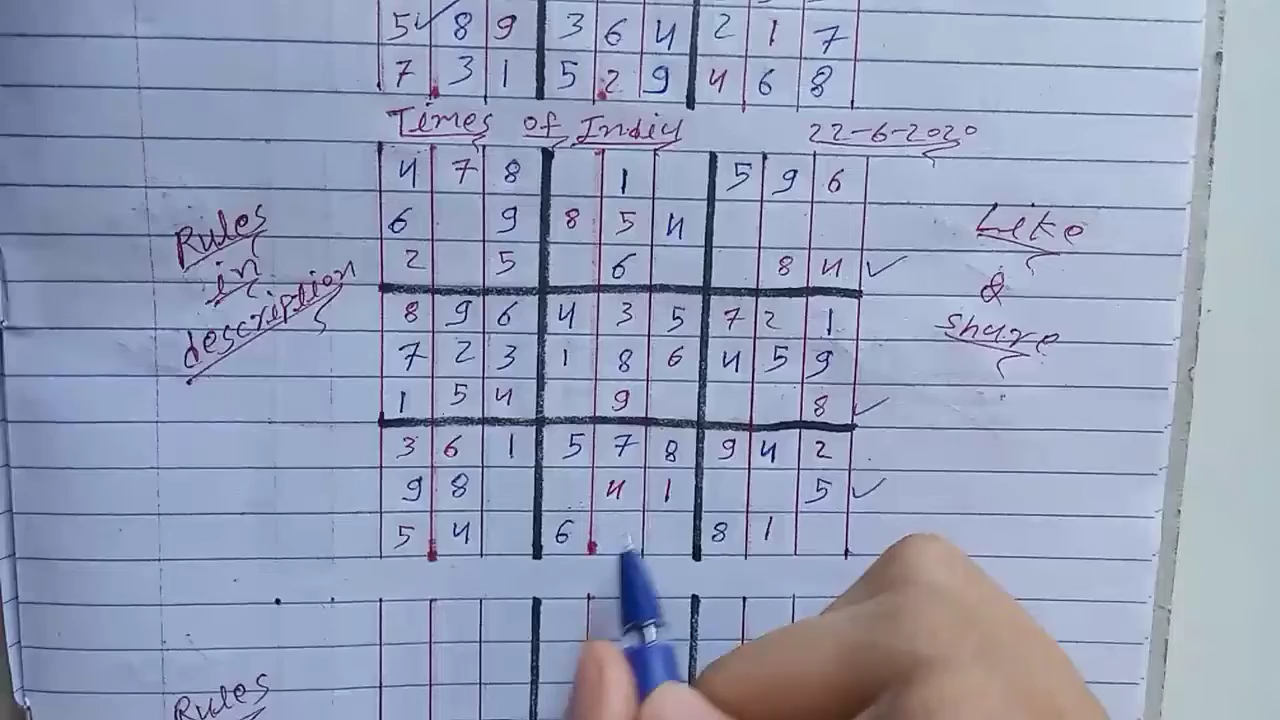 5 8 9 3 6 4 2 1 7
7 3 1 5 2 9 4 6 8
Times of Indiy 22-6-2020
4 7 8 1 5 9 6
6 9 8 5 4
2 5 6 8 4
8 9 6 4 3 5 7 2 1
7 2 3 1 8 6 4 5 9
1 5 4 9 8
3 6 1 5 7 8 9 4 2
9 8 4 1 5
5 4 6 8 1
Rules
in
description
Like
&
Share
Rules